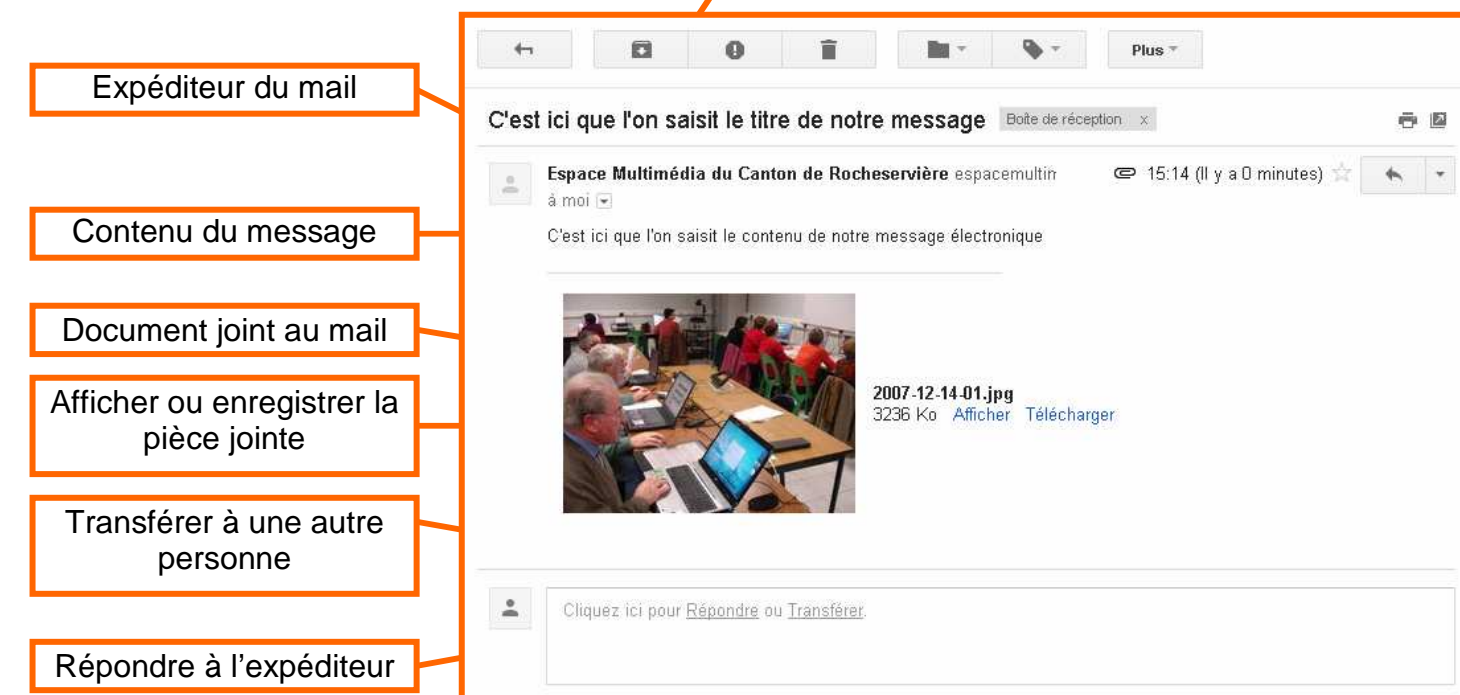 Plus
Expéditeur du mail
C'est ici que l'on saisit le titre de notre message Boîte de réception x
Espace Multimédia du Canton de Rocheservière espacemultim 15:14 (Il y a 0 minutes)
à moi
Contenu du message
C'est ici que l'on saisit le contenu de notre message électronique
Document joint au mail
Afficher ou enregistrer la
pièce jointe
2007-12-14-01.jpg
3236 Ko Afficher Télécharger
Transférer à une autre
personne
Cliquez ici pour Répondre ou Transférer.
Répondre à l’expéditeur